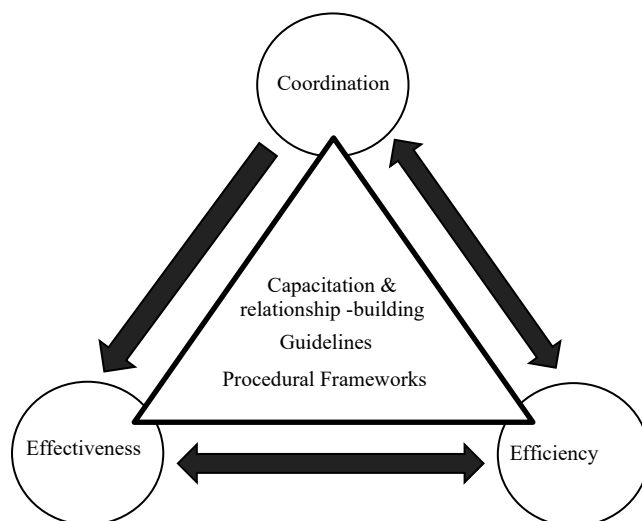 Coordination
Capacitation &
relationship -building
Guidelines
Procedural Frameworks
Effectiveness
Efficiency